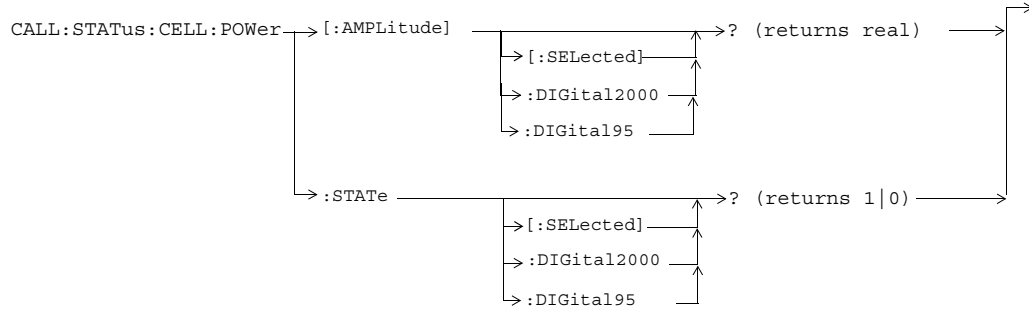 CALL:STATus:CELL:POWer [:AMPLitude] ? (returns real)
[:SELected]
:DIGital2000
:DIGital95
:STATe ? (returns 1|0)
[:SELected]
:DIGital2000
:DIGital95